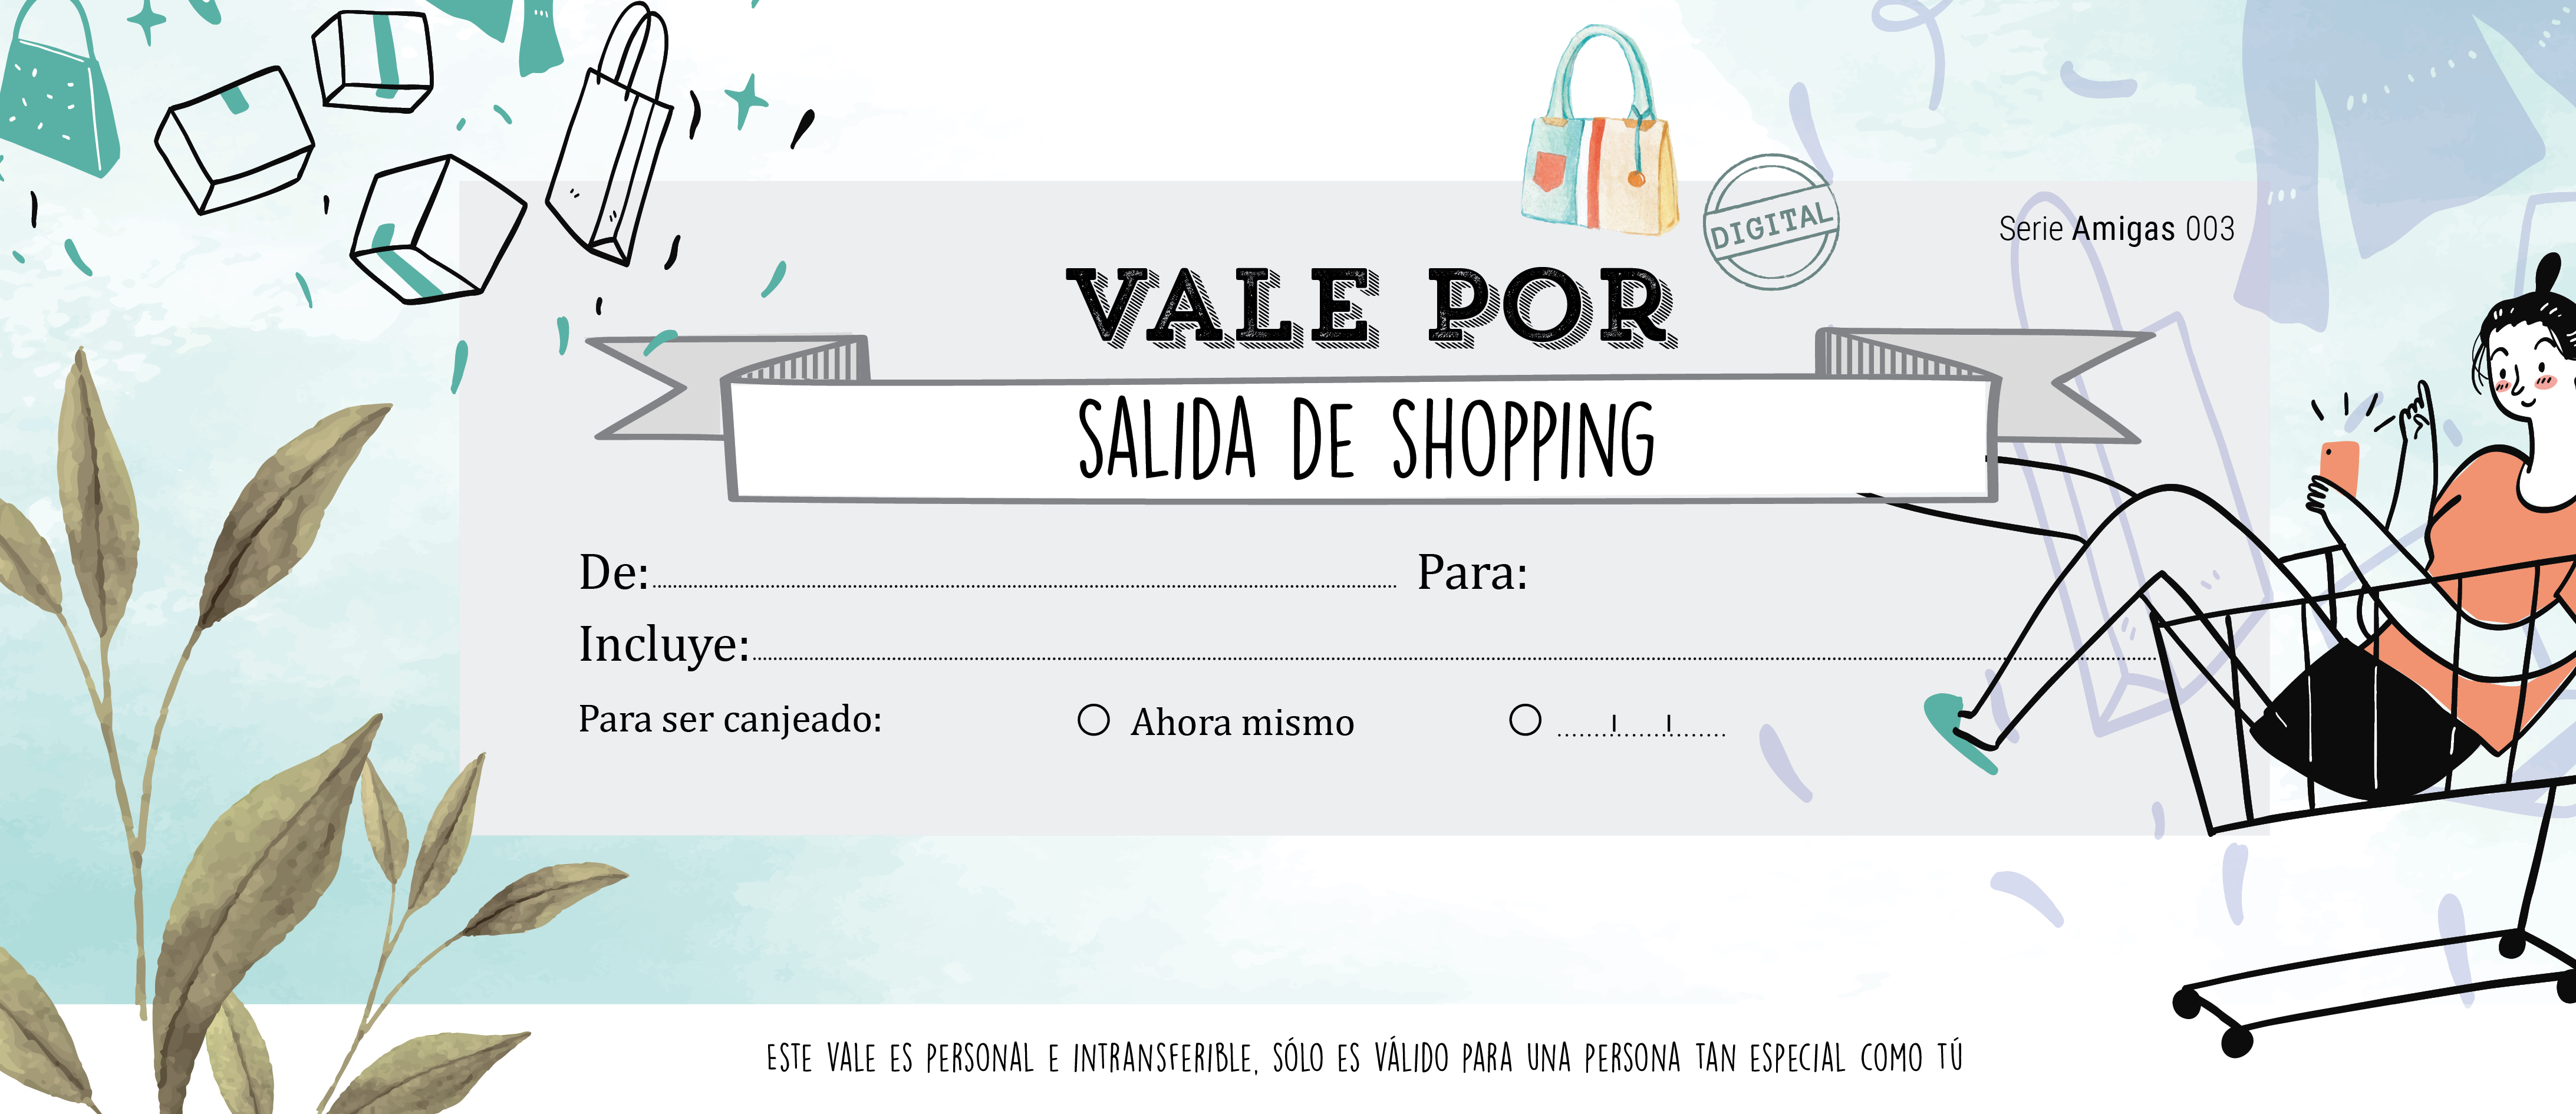 DIGITAL
Serie Amigas 003
VALE POR
SALIDA DE SHOPPING
De: Para:
Incluye:
Para ser canjeado: Ahora mismo
ESTE VALE ES PERSONAL E INTRANSFERIBLE, SÓLO ES VÁLIDO PARA UNA PERSONA TAN ESPECIAL COMO TÚ